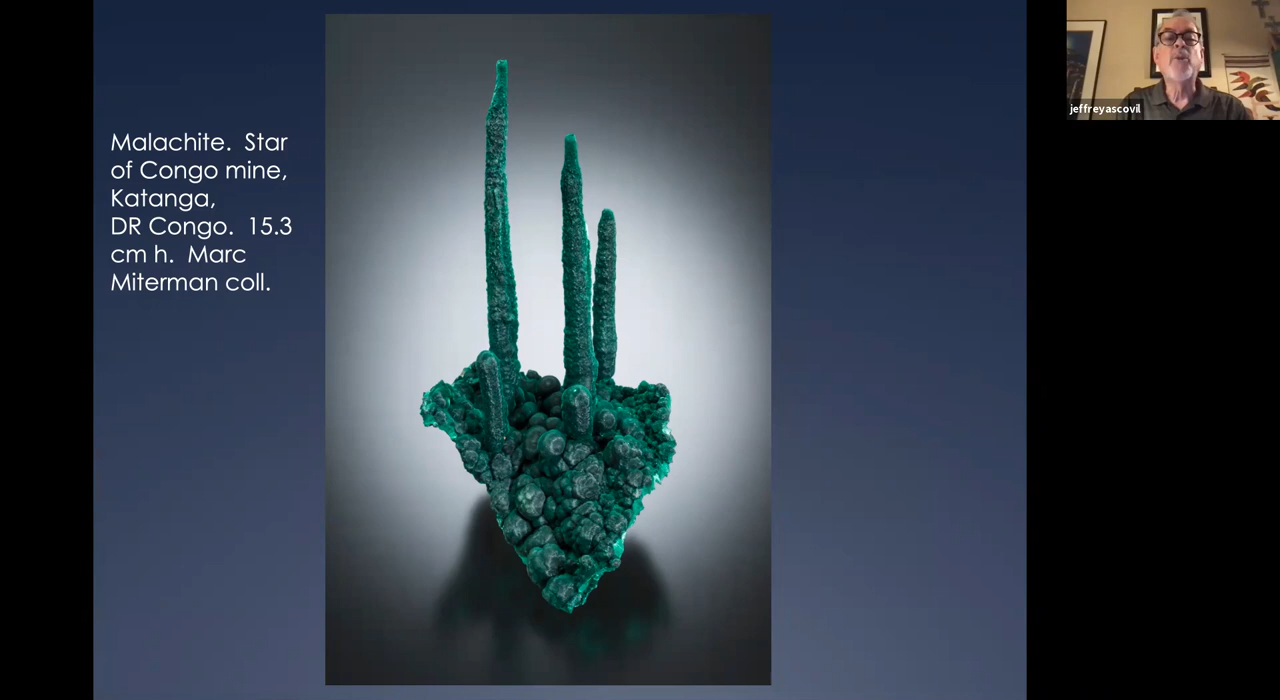 Malachite.  Star
of Congo mine,
Katanga,
DR Congo.  15.3
cm h.  Marc
Miterman coll.
jeffreyascovil